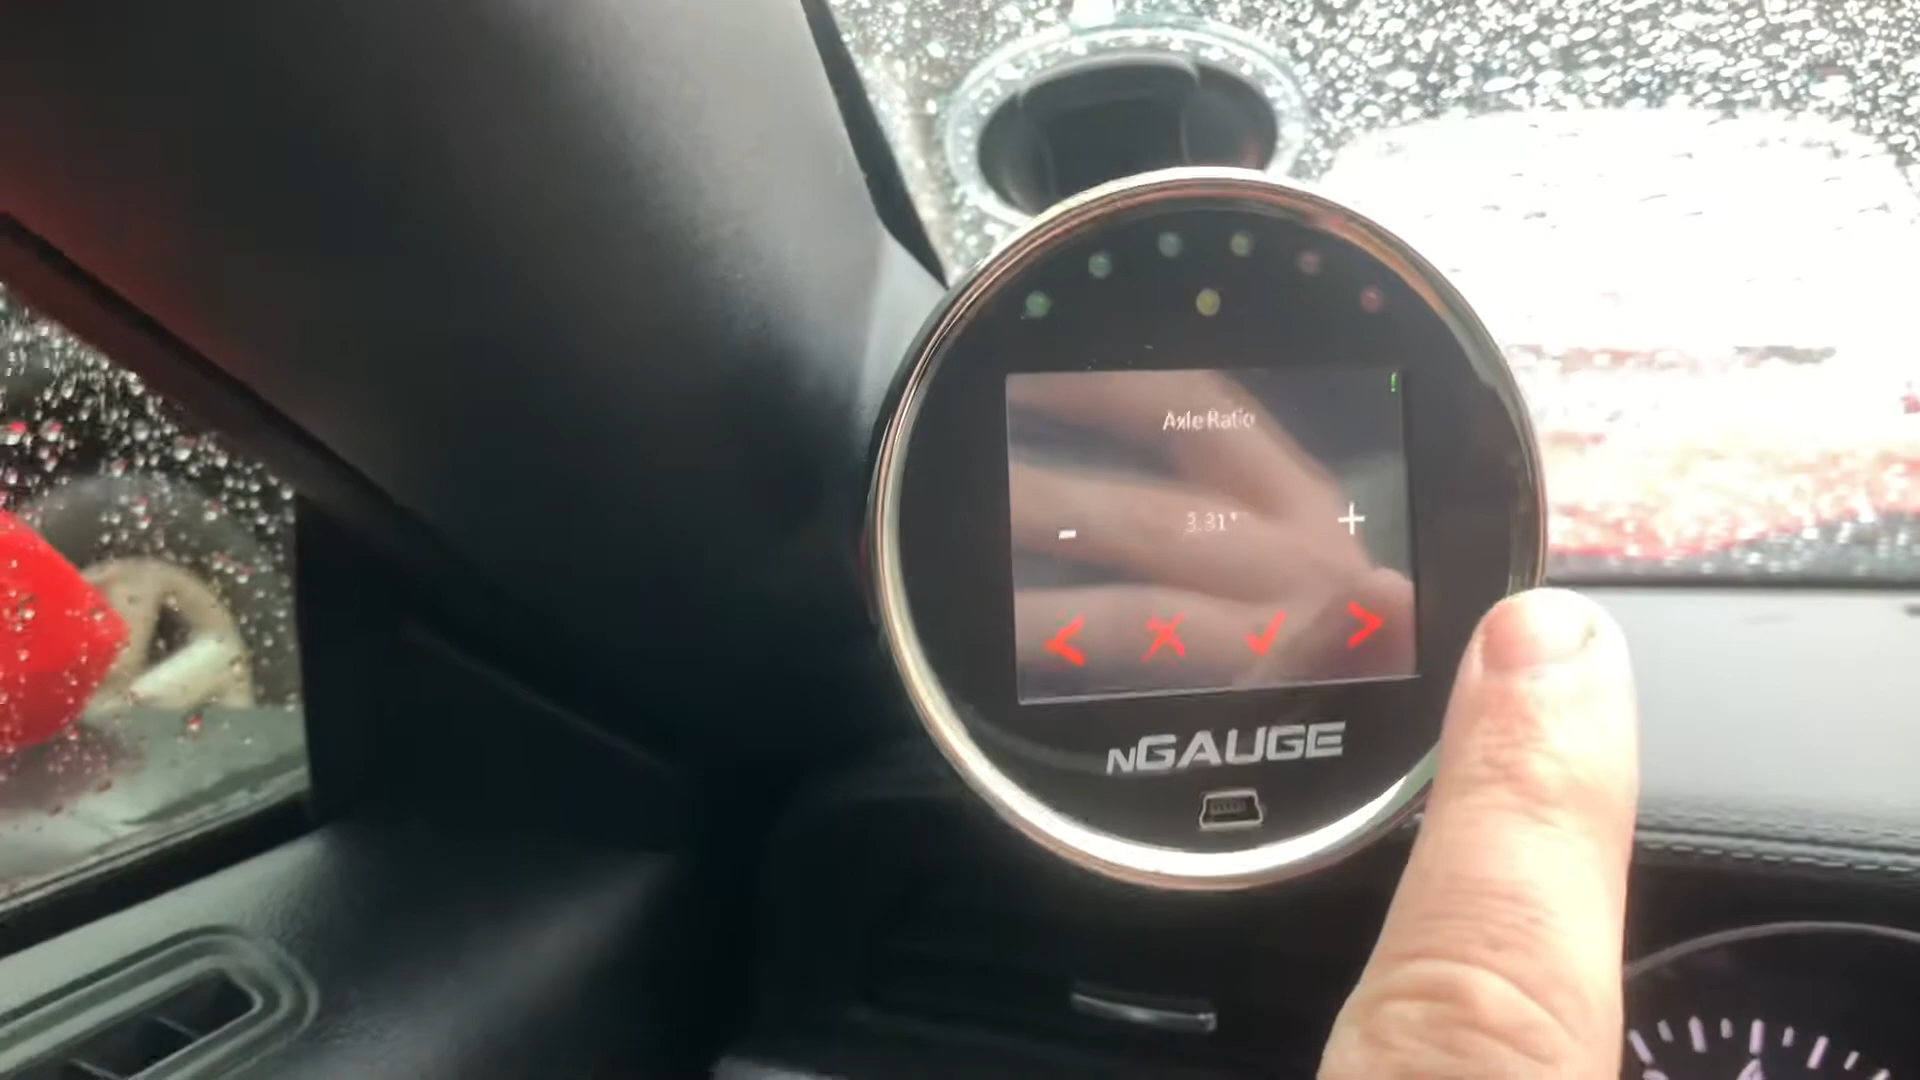 Axle Ratio
- 3.31* +
nGAUGE